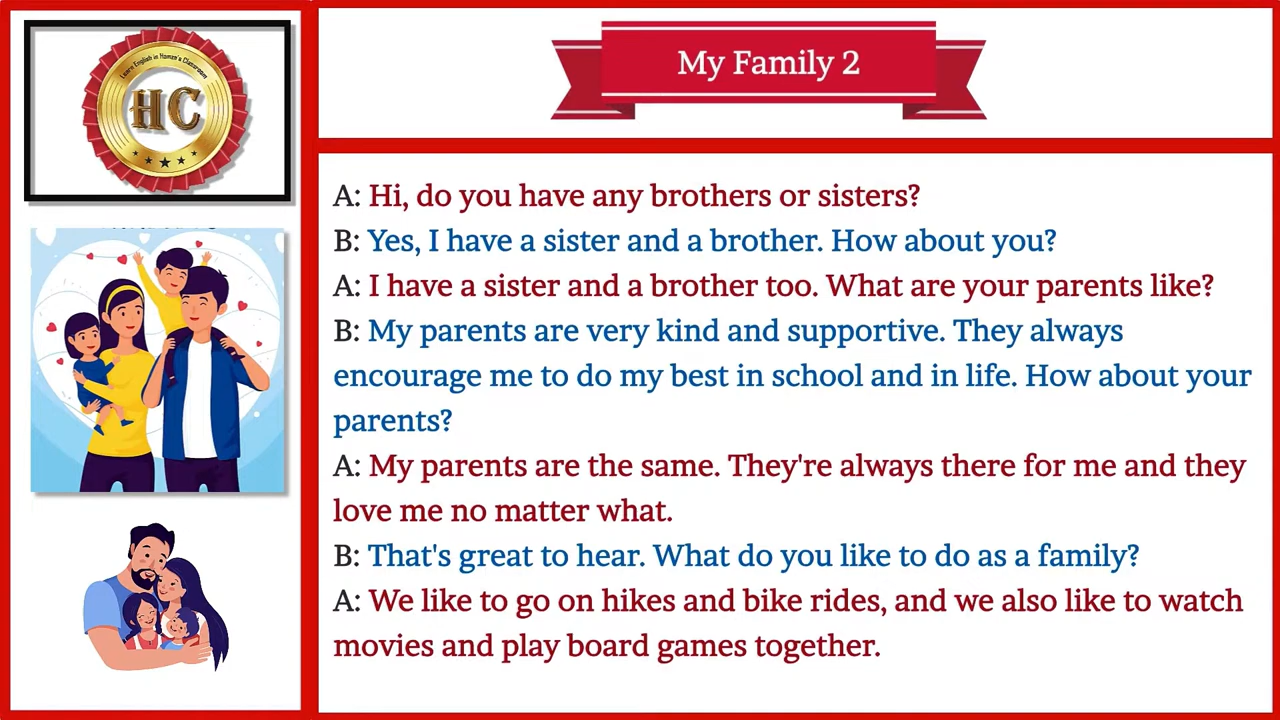 Learn English in Hamza's Classroom
HC
My Family 2
A: Hi, do you have any brothers or sisters?
B: Yes, I have a sister and a brother. How about you?
A: I have a sister and a brother too. What are your parents like?
B: My parents are very kind and supportive. They always
encourage me to do my best in school and in life. How about your
parents?
A: My parents are the same. They're always there for me and they
love me no matter what.
B: That's great to hear. What do you like to do as a family?
A: We like to go on hikes and bike rides, and we also like to watch
movies and play board games together.